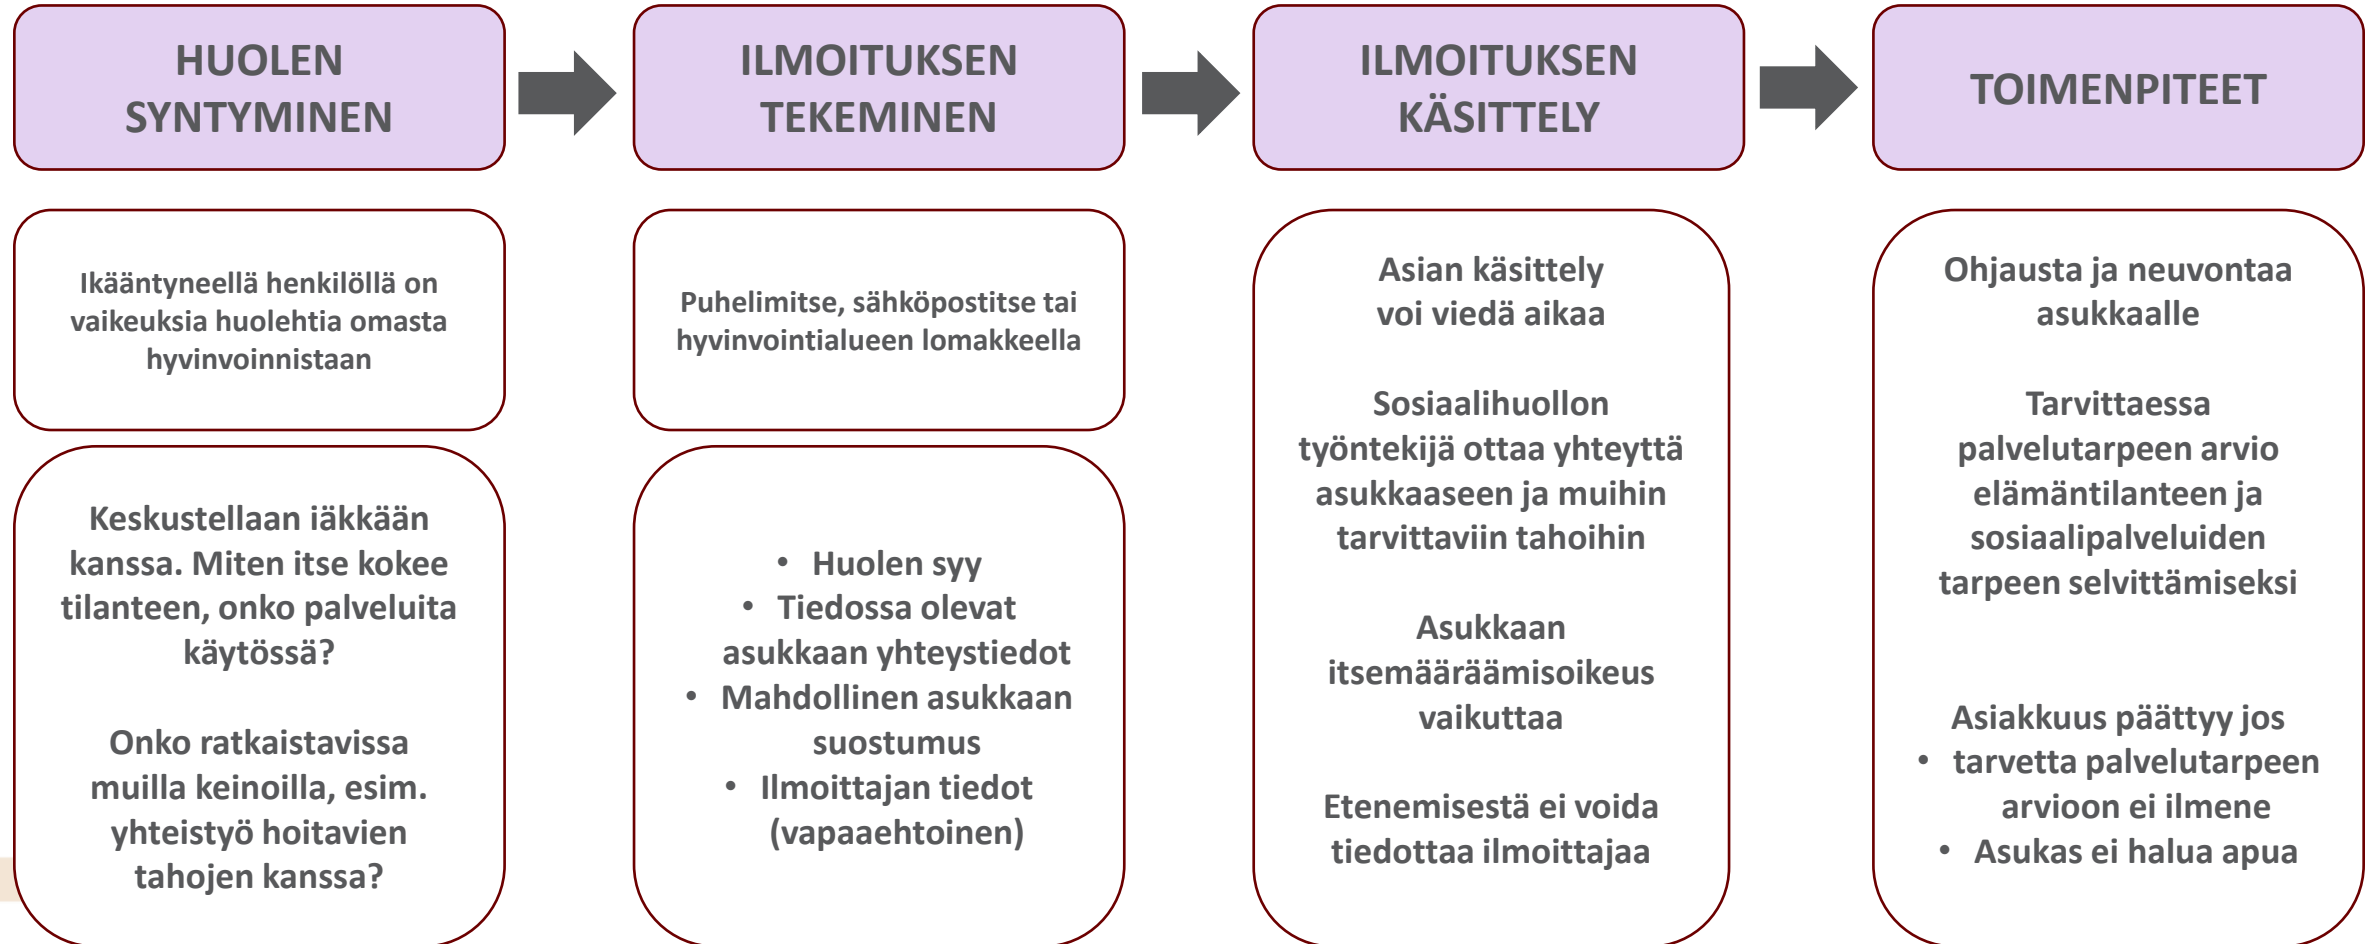 HUOLEN
SYNTYMINEN
ILMOITUKSEN
TEKEMINEN
ILMOITUKSEN
KÄSITTELY
TOIMENPITEET
Ikääntyneellä henkilöllä on
vaikeuksia huolehtia omasta
hyvinvoinnistaan
Keskustellaan iäkkään
kanssa. Miten itse kokee
tilanteen, onko palveluita
käytössä?
Onko ratkaistavissa
muilla keinoilla, esim.
yhteistyö hoitavien
tahojen kanssa?
Puhelimitse, sähköpostitse tai
hyvinvointialueen lomakkeella
• Huolen syy
• Tiedossa olevat
asukkaan yhteystiedot
• Mahdollinen asukkaan
suostumus
• Ilmoittajan tiedot
(vapaaehtoinen)
Asian käsittely
voi viedä aikaa
Sosiaalihuollon
työntekijä ottaa yhteyttä
asukkaaseen ja muihin
tarvittaviin tahoihin
Asukkaan
itsemääräämisoikeus
vaikuttaa
Etenemisestä ei voida
tiedottaa ilmoittajaa
Ohjausta ja neuvontaa
asukkaalle
Tarvittaessa
palvelutarpeen arvio
elämäntilanteen ja
sosiaalipalveluiden
tarpeen selvittämiseksi
Asiakkuus päättyy jos
• tarvetta palvelutarpeen
arvioon ei ilmene
• Asukas ei halua apua